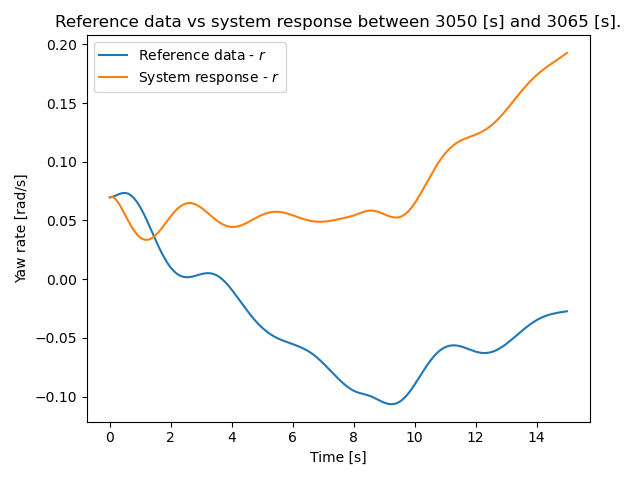 Reference data vs system response between 3050 [s] and 3065 [s].
Reference data - r
System response - r
Yaw rate [rad/s]
0.20
0.15
0.10
0.05
0.00
−0.05
−0.10
0 2 4 6 8 10 12 14
Time [s]